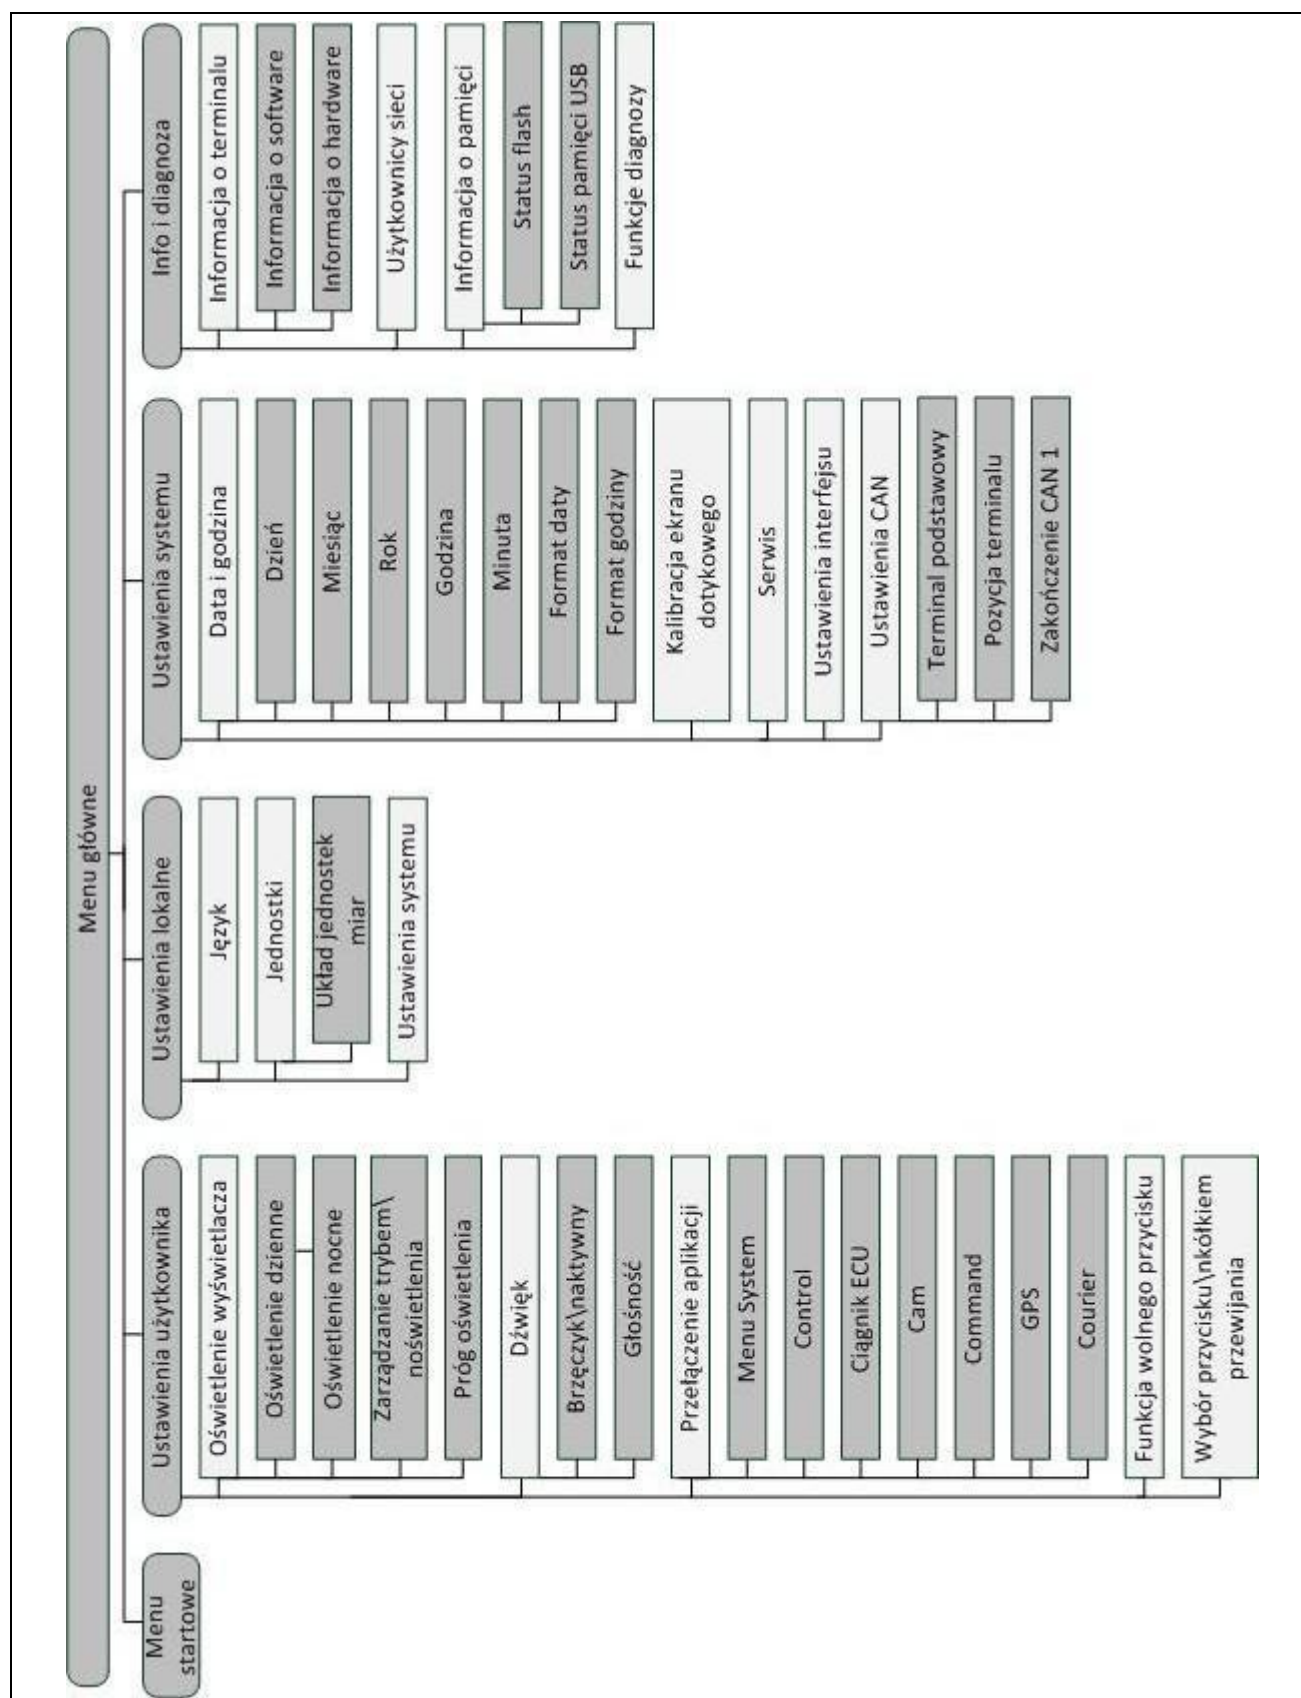 Menu główne
Menu
startowe
Ustawienia użytkownika
Oświetlenie wyświetlacza
Oświetlenie dzienne
Oświetlenie nocne
Zarządzanie trybem\
noświetlenia
Próg oświetlenia
Dźwięk
Brzęczyk\naktywny
Głośność
Przełączenie aplikacji
Menu System
Control
Ciągnik ECU
Cam
Command
GPS
Courier
Funkcja wolnego przycisku
Wybór przycisku\nkółkiem
przewijania
Ustawienia lokalne
Język
Jednostki
Układ jednostek
miar
Ustawienia systemu
Ustawienia systemu
Data i godzina
Dzień
Miesiąc
Rok
Godzina
Minuta
Format daty
Format godziny
Kalibracja ekranu
dotykowego
Serwis
Ustawienia interfejsu
Ustawienia CAN
Terminal podstawowy
Pozycja terminalu
Zakończenie CAN 1
Info i diagnoza
Informacja o terminalu
Informacja o software
Informacja o hardware
Użytkownicy sieci
Informacja o pamięci
Status flash
Status pamięci USB
Funkcje diagnozy